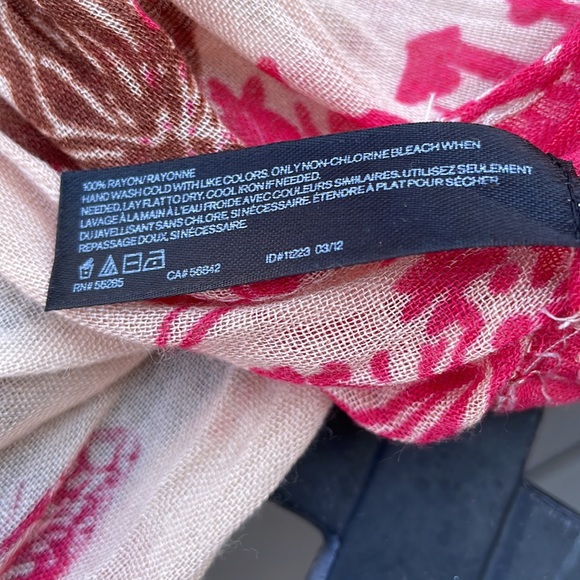 100% RAYON/RAYONNE
HAND WASH COLD WITH LIKE COLORS. ONLY NON-CHLORINE BLEACH WHEN
NEEDED, LAY FLAT TO DRY, COOL IRON IF NEEDED.
LAVAGE À LA MAIN À L'EAU FROIDE AVEC COULEURS SIMILAIRES. UTILISEZ SEULEMENT
DU JAVELLISANT SANS CHLORE, SI NÉCESSAIRE. ÉTENDRE À PLAT POUR SÉCHER.
REPASSAGE DOUX, SI NÉCESSAIRE.
RN# 55285 CA# 56842 ID#11223 03/12